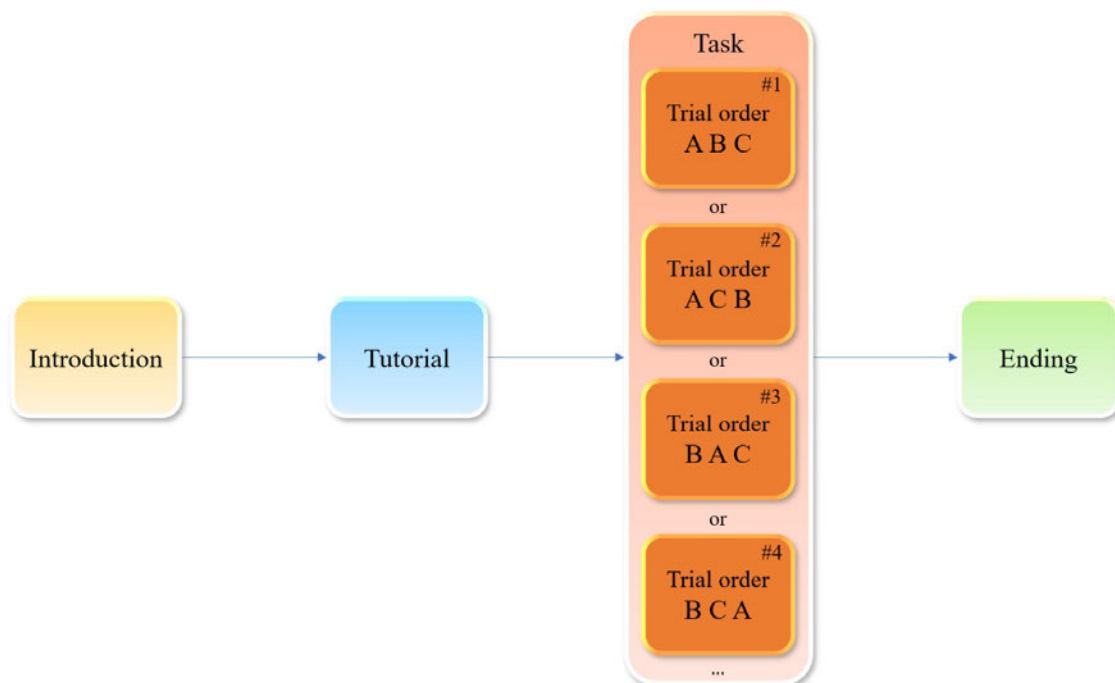 Introduction
Tutorial
Task
#1
Trial order
A B C
or
#2
Trial order
A C B
or
#3
Trial order
B A C
or
#4
Trial order
B C A
...
Ending